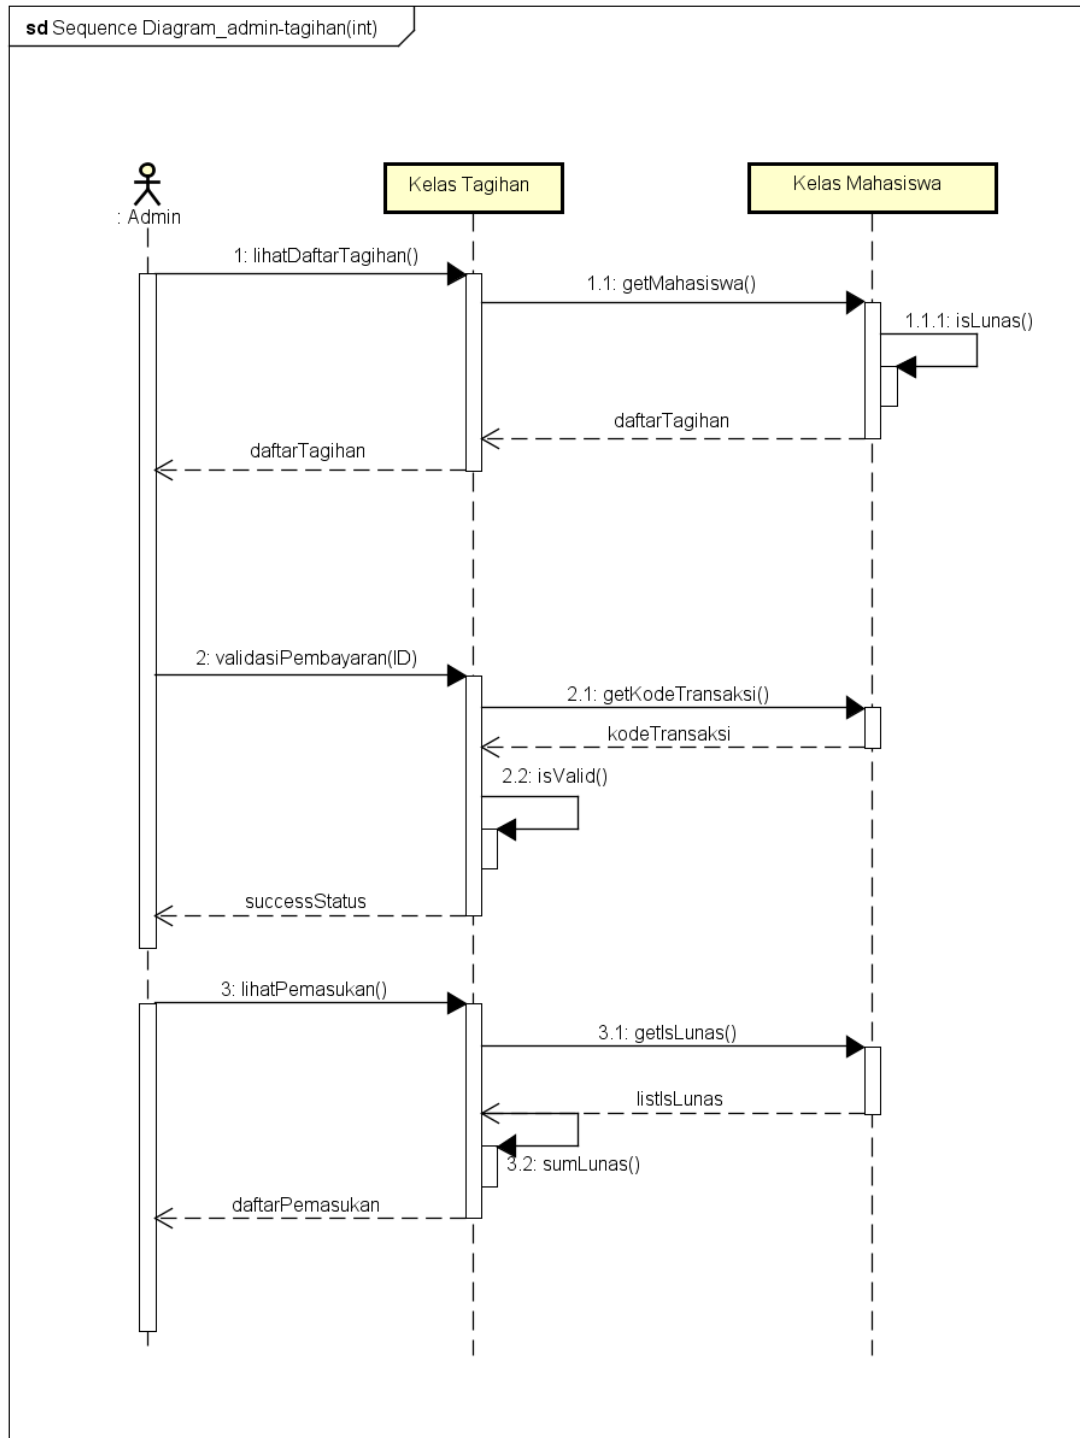 sd Sequence Diagram_admin-tagihan(int)
: Admin
Kelas Tagihan
Kelas Mahasiswa
1: lihatDaftarTagihan()
1.1: getMahasiswa()
1.1.1: isLunas()
daftarTagihan
daftarTagihan
2: validasiPembayaran(ID)
2.1: getKodeTransaksi()
kodeTransaksi
2.2: isValid()
successStatus
3: lihatPemasukan()
3.1: getIsLunas()
listIsLunas
3.2: sumLunas()
daftarPemasukan